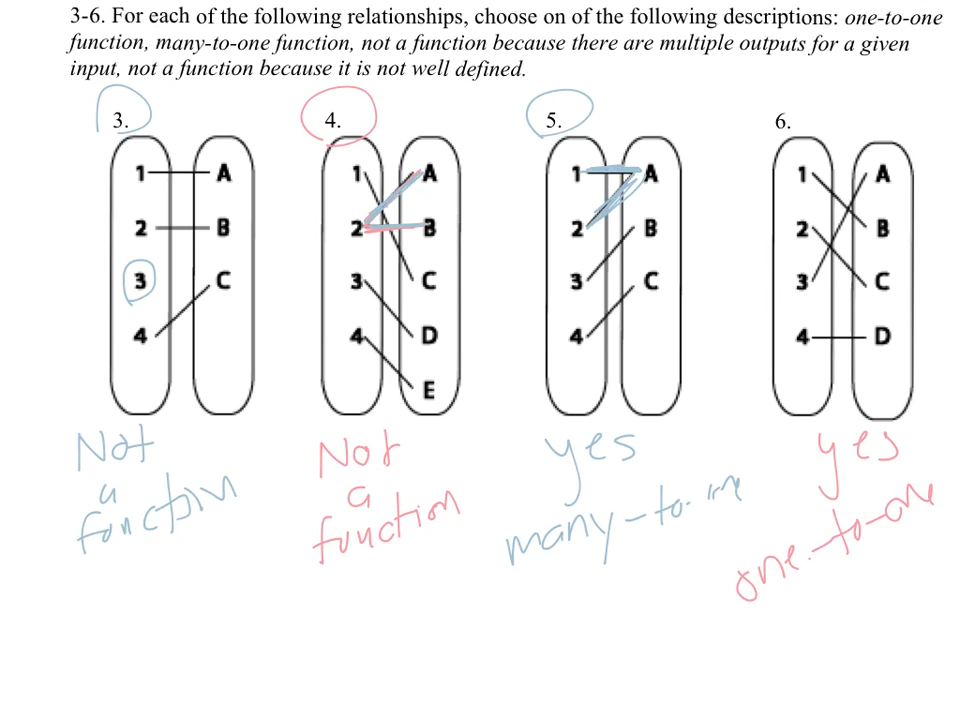 3-6. For each of the following relationships, choose on of the following descriptions: one-to-one
function, many-to-one function, not a function because there are multiple outputs for a given
input, not a function because it is not well defined.
3. 4. 5. 6.
1 A 1 A 1 A 1 A
2 B 2 B 2 B 2 B
3 C 3 C 3 C 3 C
4 4 D 4 4 D
E
Not Not yes yes
a a many-to-one one-to-one
function function